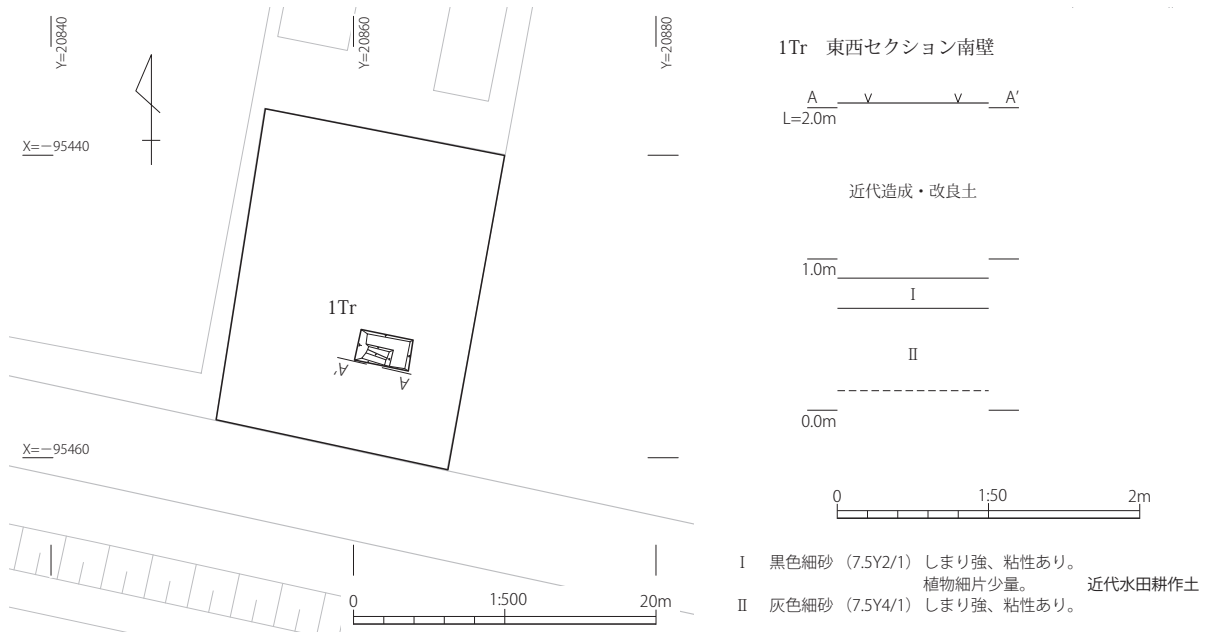 Y=20840
Y=20860
Y=20880
X=−95440
1Tr
A'
A
X=−95460
0 1:500 20m
1Tr 東西セクション南壁
A A'
L=2.0m
近代造成・改良土
1.0m
Ⅰ
Ⅱ
0.0m
0 1:50 2m
Ⅰ 黒色細砂（7.5Y2/1）しまり強、粘性あり。
植物細片少量。 近代水田耕作土
Ⅱ 灰色細砂（7.5Y4/1）しまり強、粘性あり。